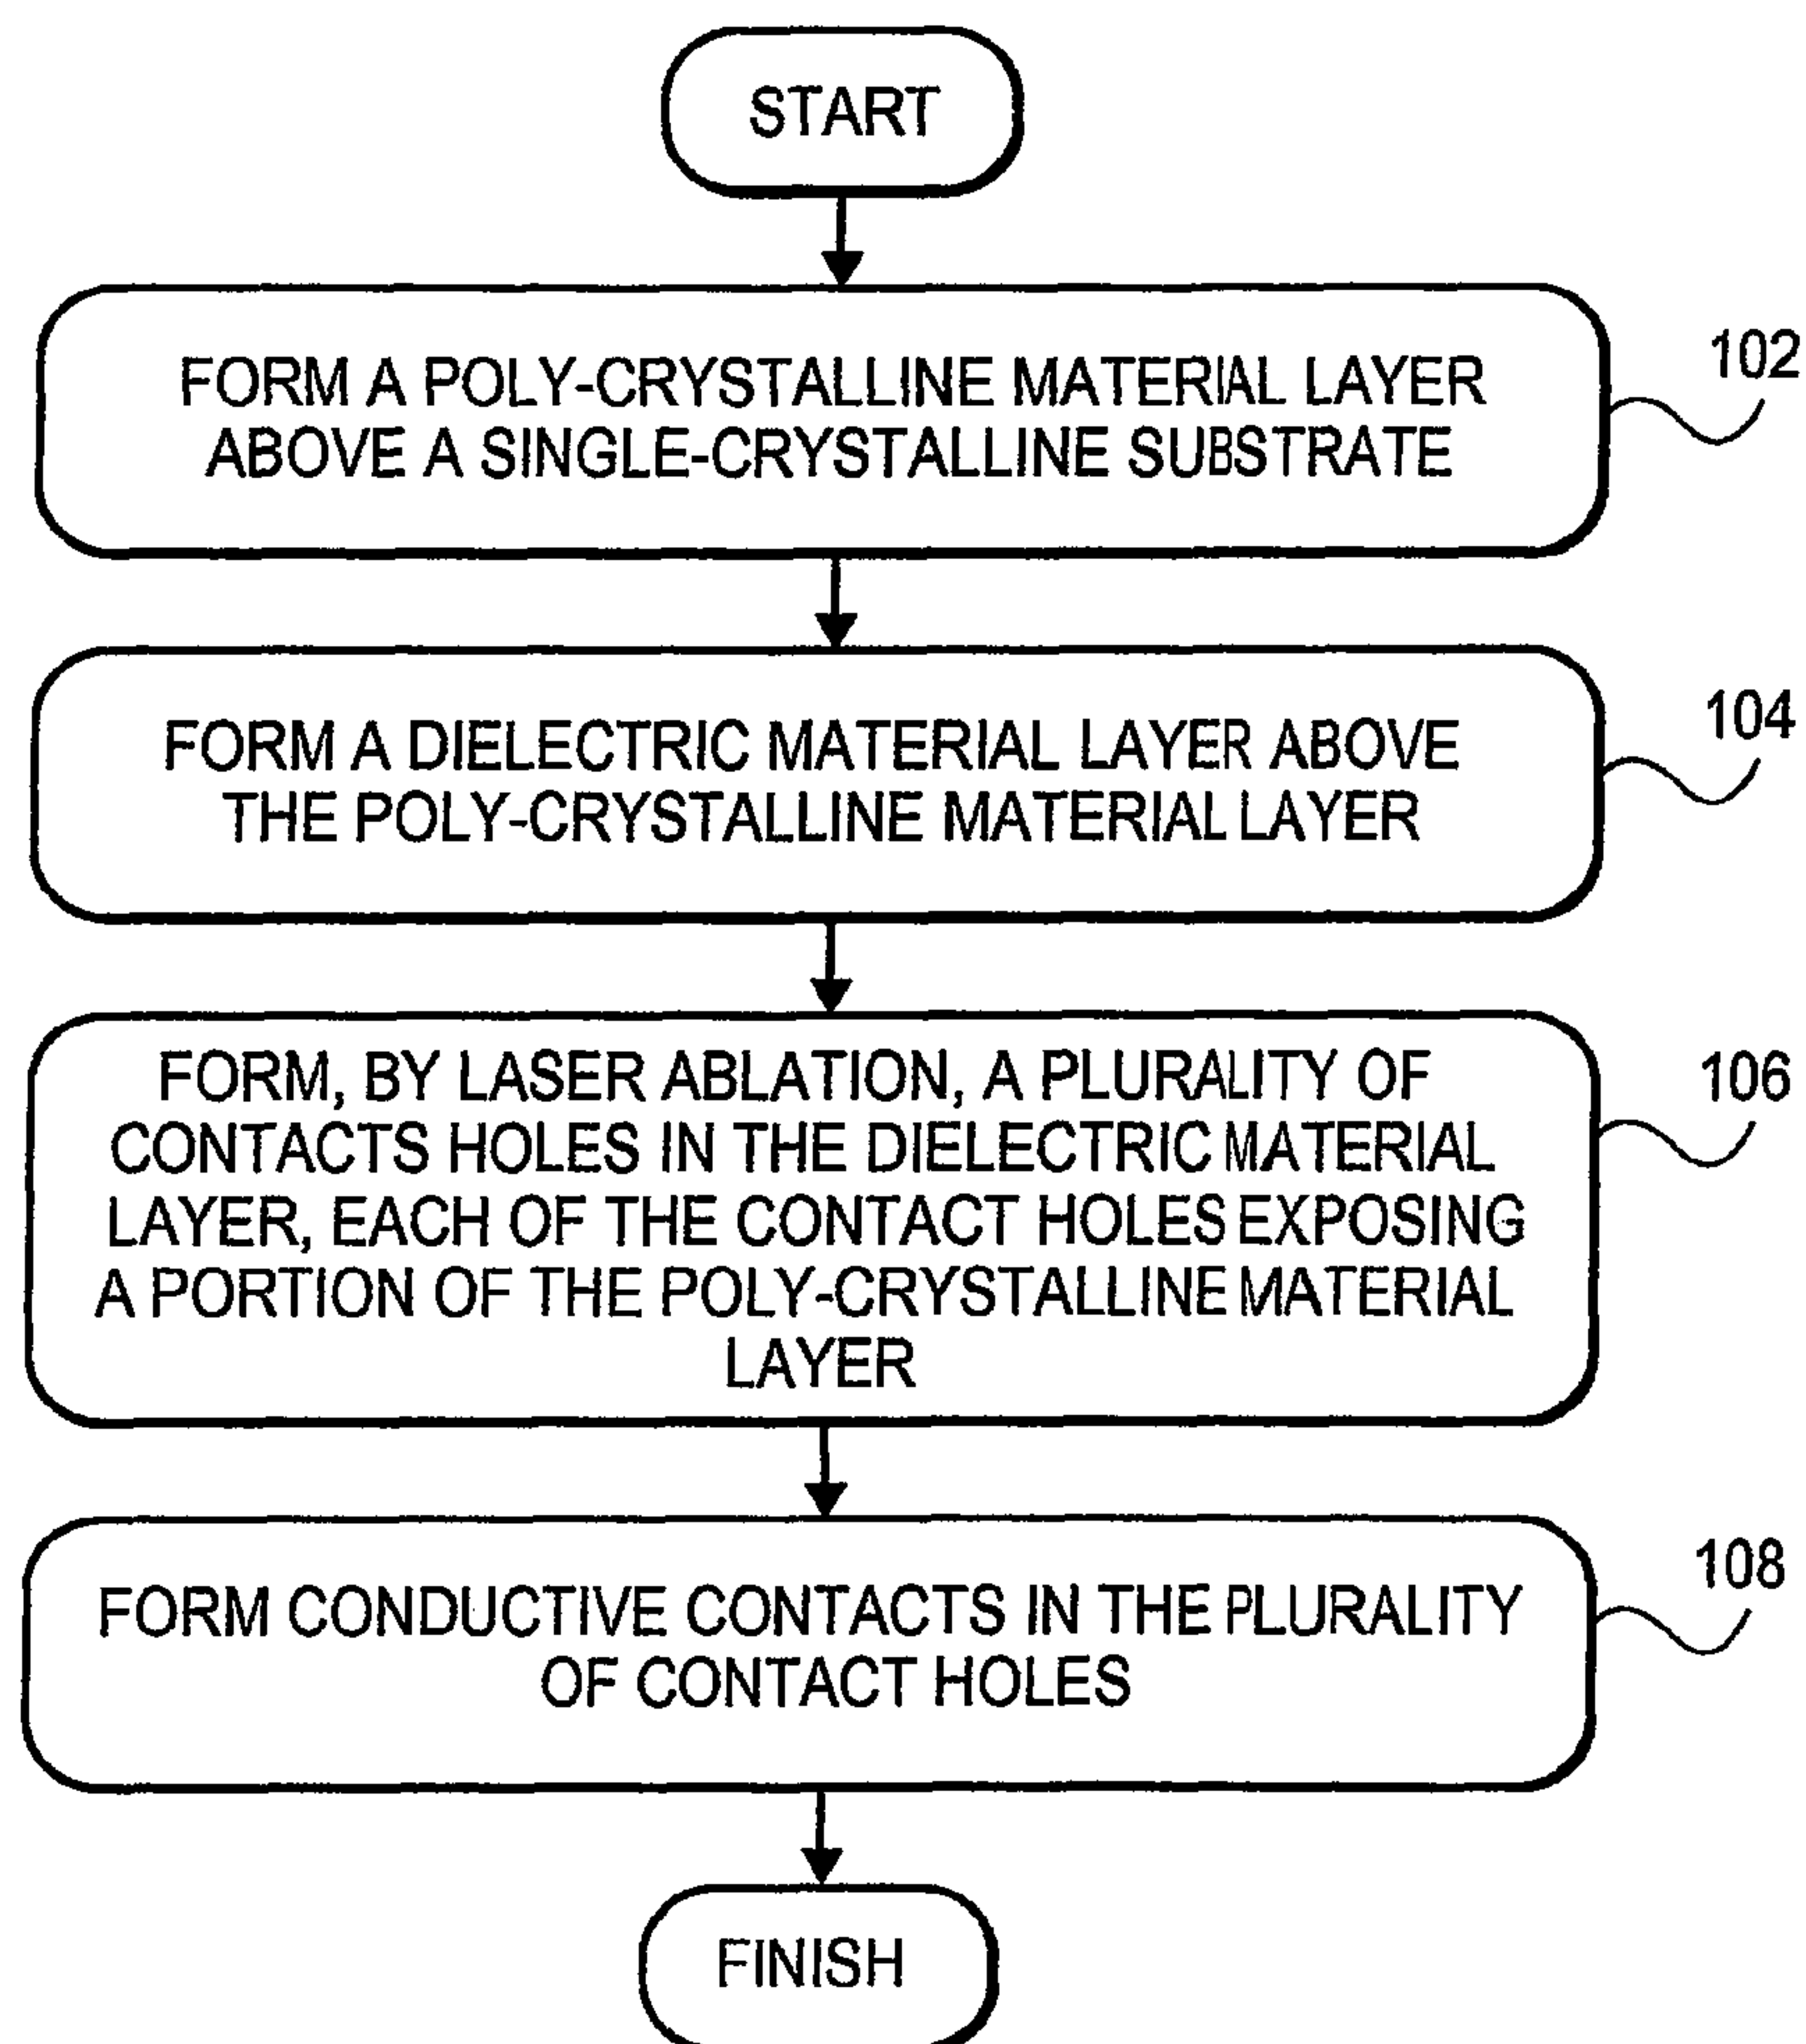 START
FORM A POLY-CRYSTALLINE MATERIAL LAYER
ABOVE A SINGLE-CRYSTALLINE SUBSTRATE
102
FORM A DIELECTRIC MATERIAL LAYER ABOVE
THE POLY-CRYSTALLINE MATERIAL LAYER
104
FORM, BY LASER ABLATION, A PLURALITY OF
CONTACTS HOLES IN THE DIELECTRIC MATERIAL
LAYER, EACH OF THE CONTACT HOLES EXPOSING
A PORTION OF THE POLY-CRYSTALLINE MATERIAL
LAYER
106
FORM CONDUCTIVE CONTACTS IN THE PLURALITY
OF CONTACT HOLES
108
FINISH